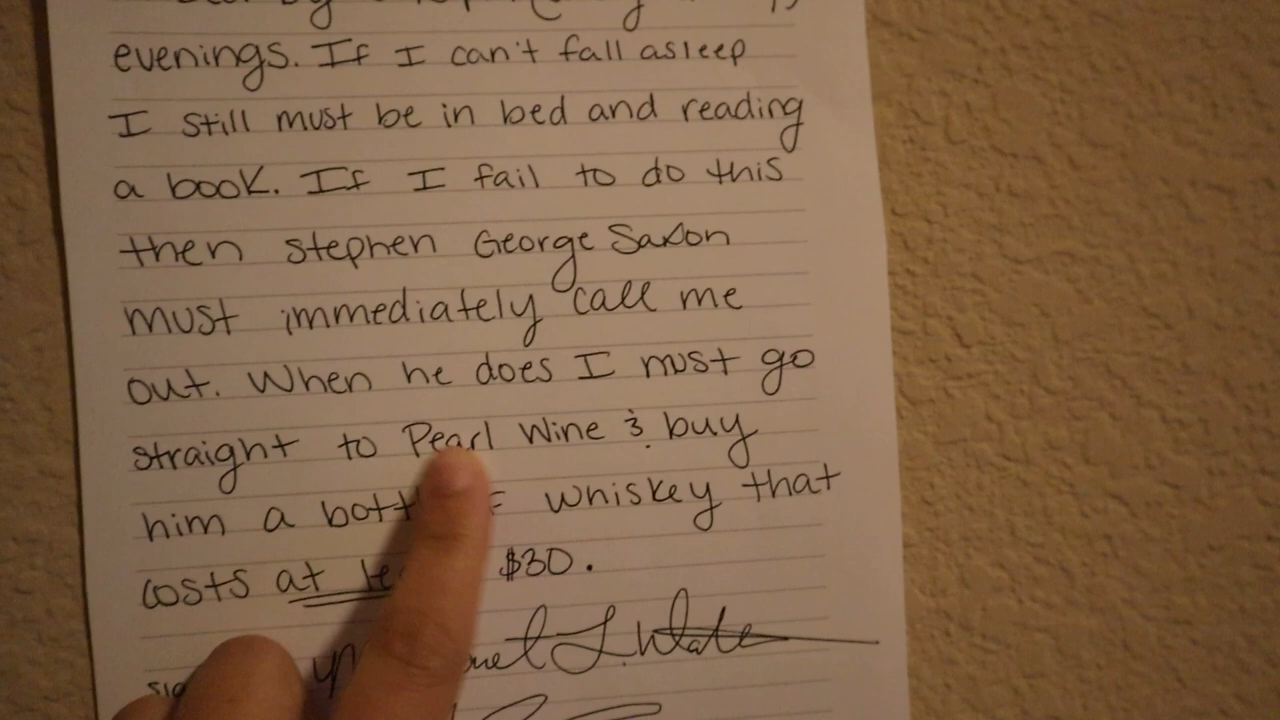 evenings. If I can't fall asleep
I still must be in bed and reading
a book. If I fail to do this
then Stephen George Saxon
must immediately call me
out. When he does I must go
straight to Pearl Wine & buy
him a whiskey that
costs at $30.